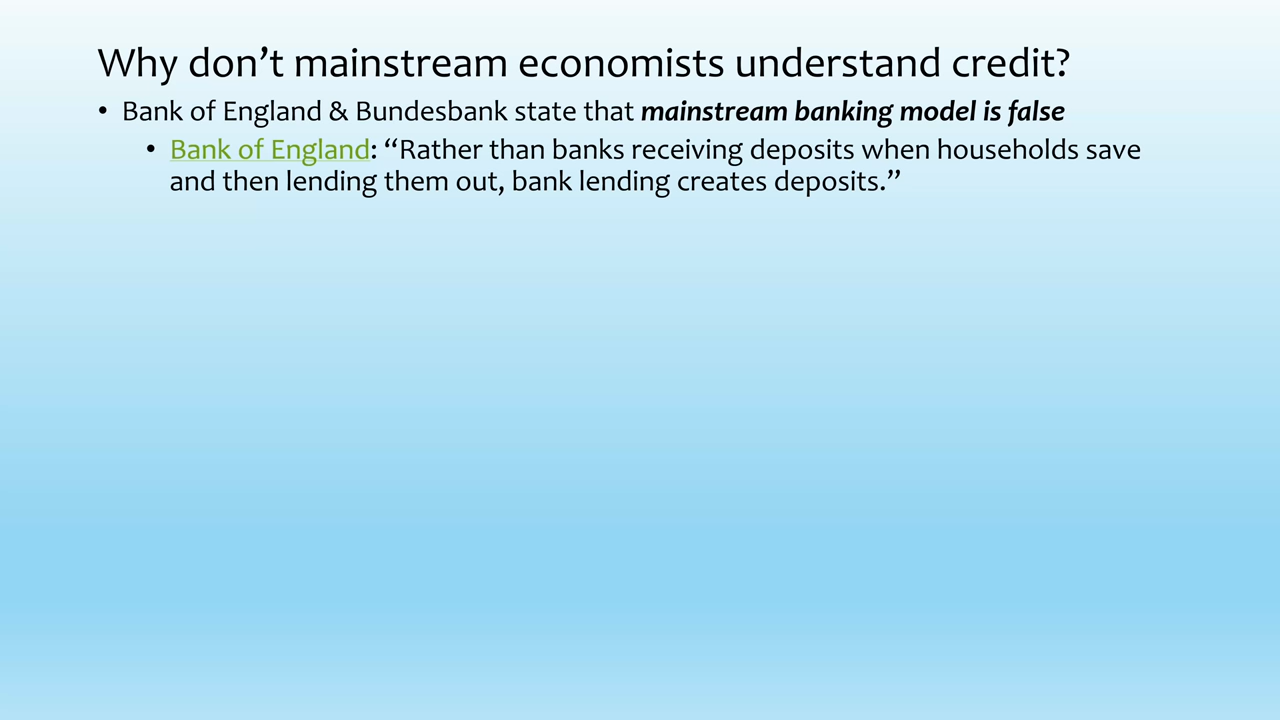 Why don’t mainstream economists understand credit?
• Bank of England & Bundesbank state that mainstream banking model is false
• Bank of England: “Rather than banks receiving deposits when households save
and then lending them out, bank lending creates deposits.”